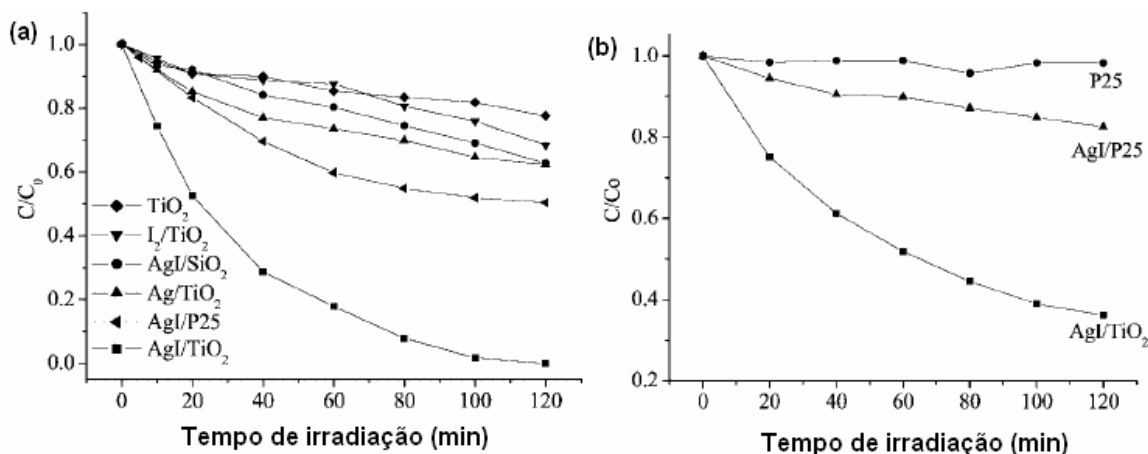 (a)
C/C₀
1.0
0.8
0.6
0.4
0.2
0.0
TiO₂
I₂/TiO₂
AgI/SiO₂
Ag/TiO₂
AgI/P25
AgI/TiO₂
0 20 40 60 80 100 120
Tempo de irradiação (min)
(b)
C/Co
1.0
0.8
0.6
0.4
0.2
P25
AgI/P25
AgI/TiO₂
0 20 40 60 80 100 120
Tempo de irradiação (min)